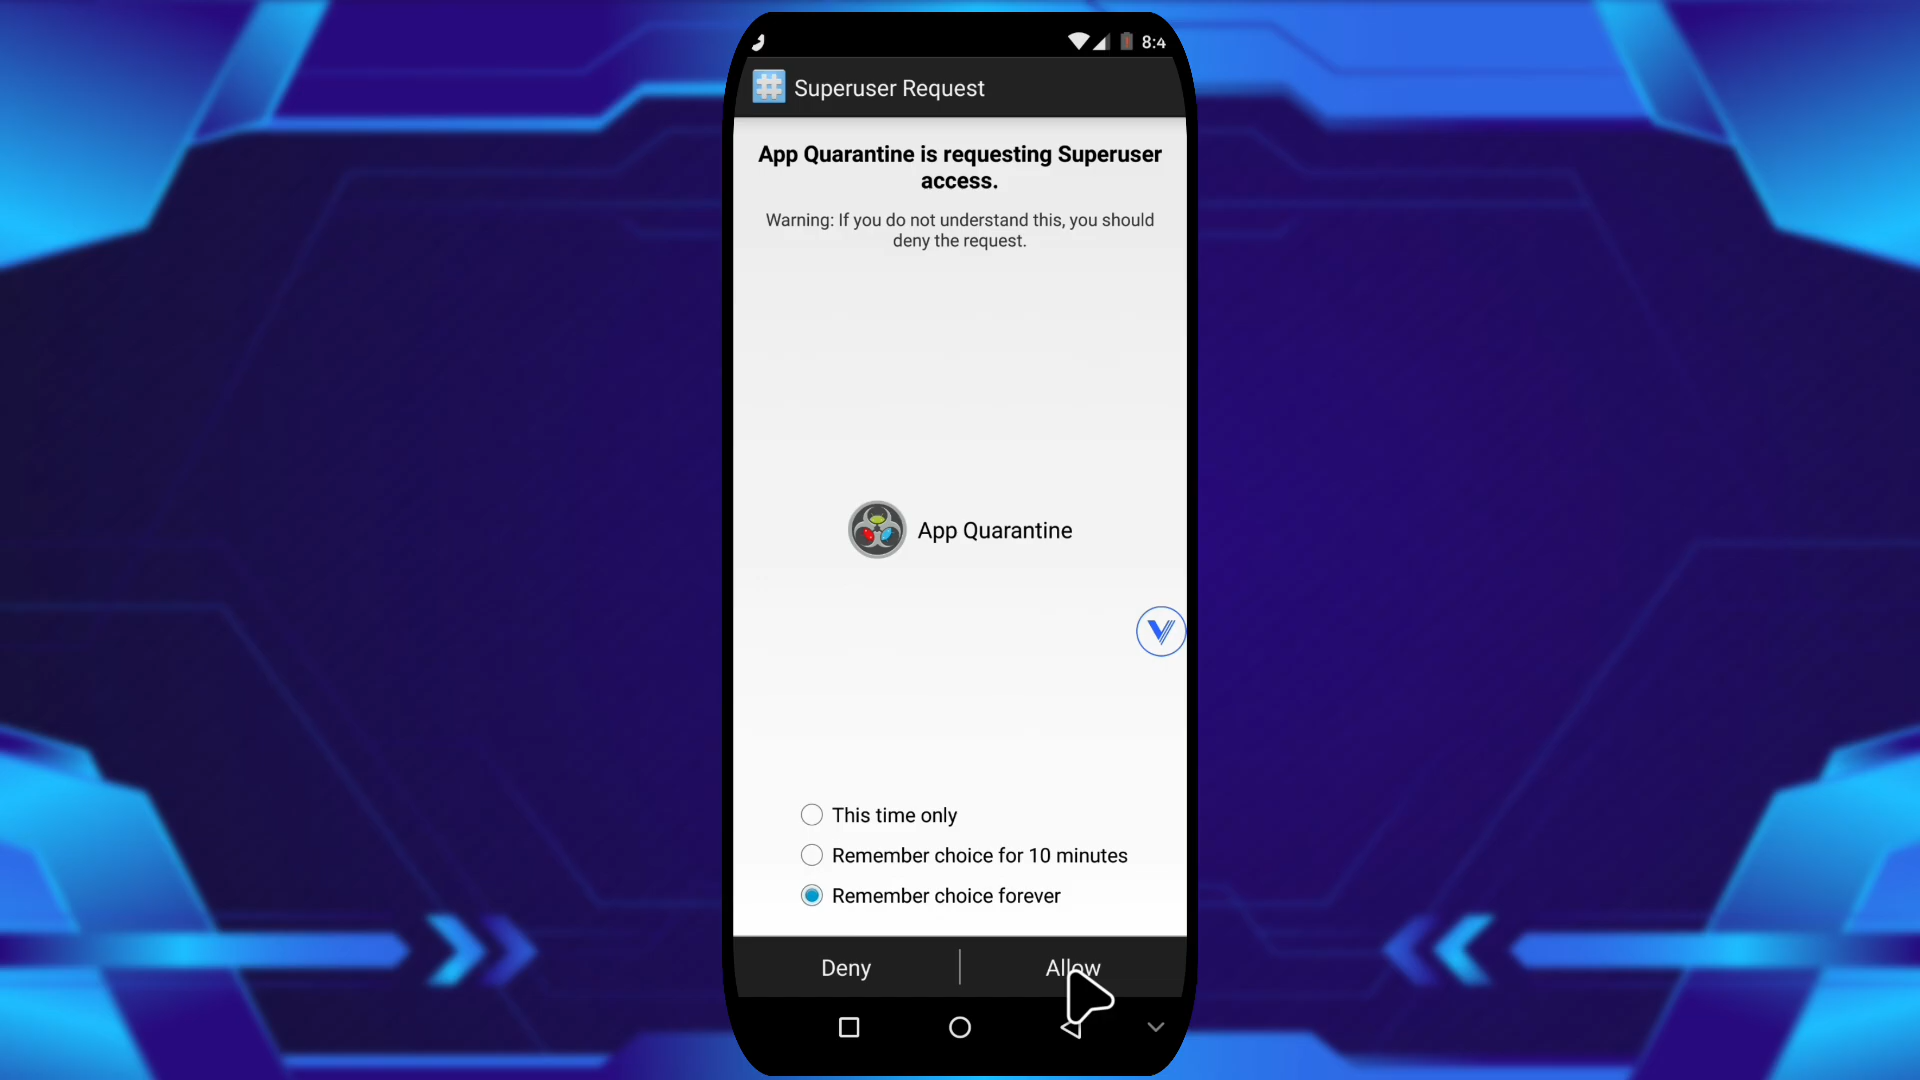 8:4
Superuser Request
App Quarantine is requesting Superuser
access.
Warning: If you do not understand this, you should
deny the request.
App Quarantine
This time only
Remember choice for 10 minutes
Remember choice forever
Deny
Allow